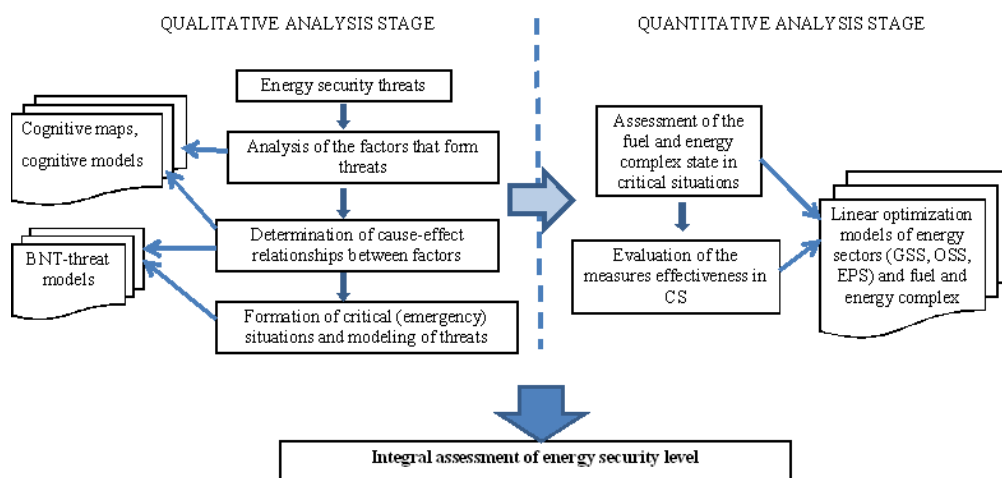 QUALITATIVE ANALYSIS STAGE
Energy security threats
Cognitive maps,
cognitive models
Analysis of the factors that form
threats
Determination of cause-effect
relationships between factors
BNT-threat
models
Formation of critical (emergency)
situations and modeling of threats
QUANTITATIVE ANALYSIS STAGE
Assessment of the
fuel and energy
complex state in
critical situations
Evaluation of the
measures effectiveness in
CS
Linear optimization
models of energy
sectors (GSS, OSS,
EPS) and fuel and
energy complex
Integral assessment of energy security level